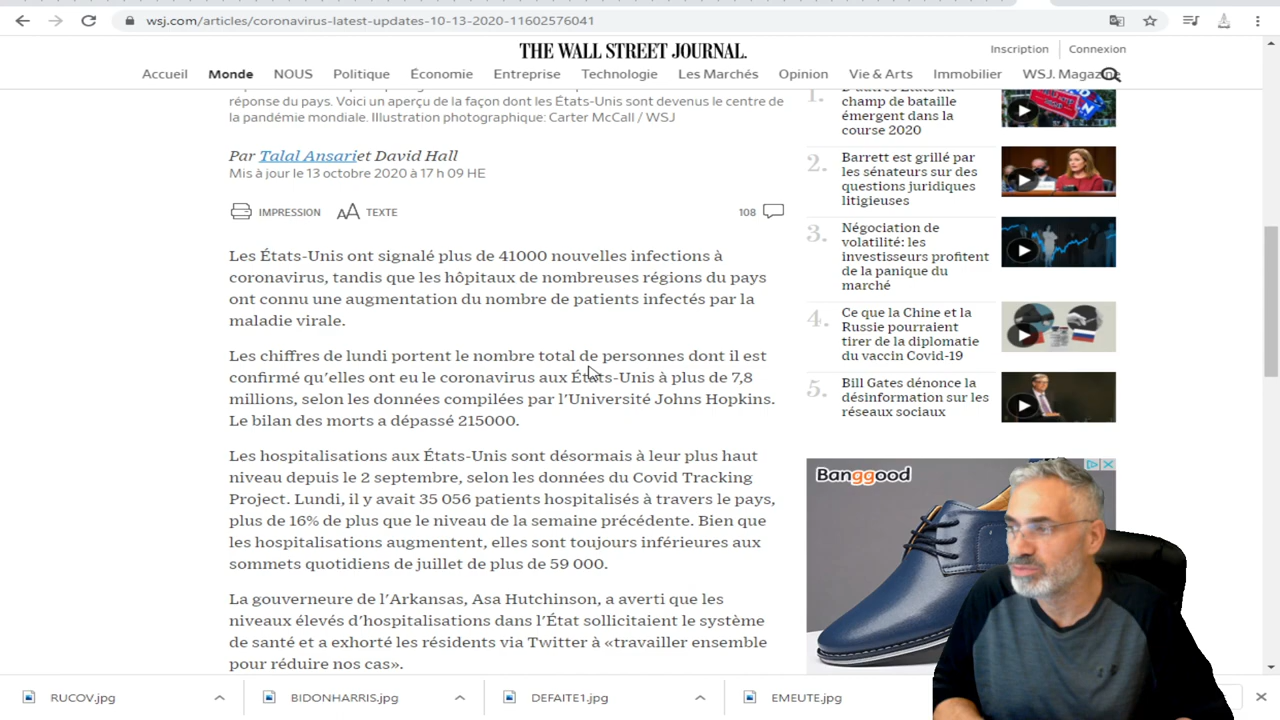 wsj.com/articles/coronavirus-latest-updates-10-13-2020-11602576041
THE WALL STREET JOURNAL.
Inscription
Connexion
Accueil Monde NOUS Politique Économie Entreprise Technologie Les Marchés Opinion Vie & Arts Immobilier WSJ. Magazine
réponse du pays. Voici un aperçu de la façon dont les États-Unis sont devenus le centre de
la pandémie mondiale. Illustration photographique: Carter McCall / WSJ
Par Talal Ansariet David Hall
Mis à jour le 13 octobre 2020 à 17 h 09 HE
IMPRESSION
TEXTE
108
Les États-Unis ont signalé plus de 41000 nouvelles infections à
coronavirus, tandis que les hôpitaux de nombreuses régions du pays
ont connu une augmentation du nombre de patients infectés par la
maladie virale.
Les chiffres de lundi portent le nombre total de personnes dont il est
confirmé qu'elles ont eu le coronavirus aux États-Unis à plus de 7,8
millions, selon les données compilées par l'Université Johns Hopkins.
Le bilan des morts a dépassé 215000.
Les hospitalisations aux États-Unis sont désormais à leur plus haut
niveau depuis le 2 septembre, selon les données du Covid Tracking
Project. Lundi, il y avait 35 056 patients hospitalisés à travers le pays,
plus de 16% de plus que le niveau de la semaine précédente. Bien que
les hospitalisations augmentent, elles sont toujours inférieures aux
sommets quotidiens de juillet de plus de 59 000.
La gouverneure de l'Arkansas, Asa Hutchinson, a averti que les
niveaux élevés d'hospitalisations dans l'État sollicitaient le système
de santé et a exhorté les résidents via Twitter à «travailler ensemble
pour réduire nos cas».
1.
D'autres États du
champ de bataille
émergent dans la
course 2020
2.
Barrett est grillé par
les sénateurs sur des
questions juridiques
litigieuses
3.
Négociation de
volatilité: les
investisseurs profitent
de la panique du
marché
4.
Ce que la Chine et la
Russie pourraient
tirer de la diplomatie
du vaccin Covid-19
5.
Bill Gates dénonce la
désinformation sur les
réseaux sociaux
Banggood
RUCOV.jpg
BIDONHARRIS.jpg
DEFAITE1.jpg
EMEUTE.jpg